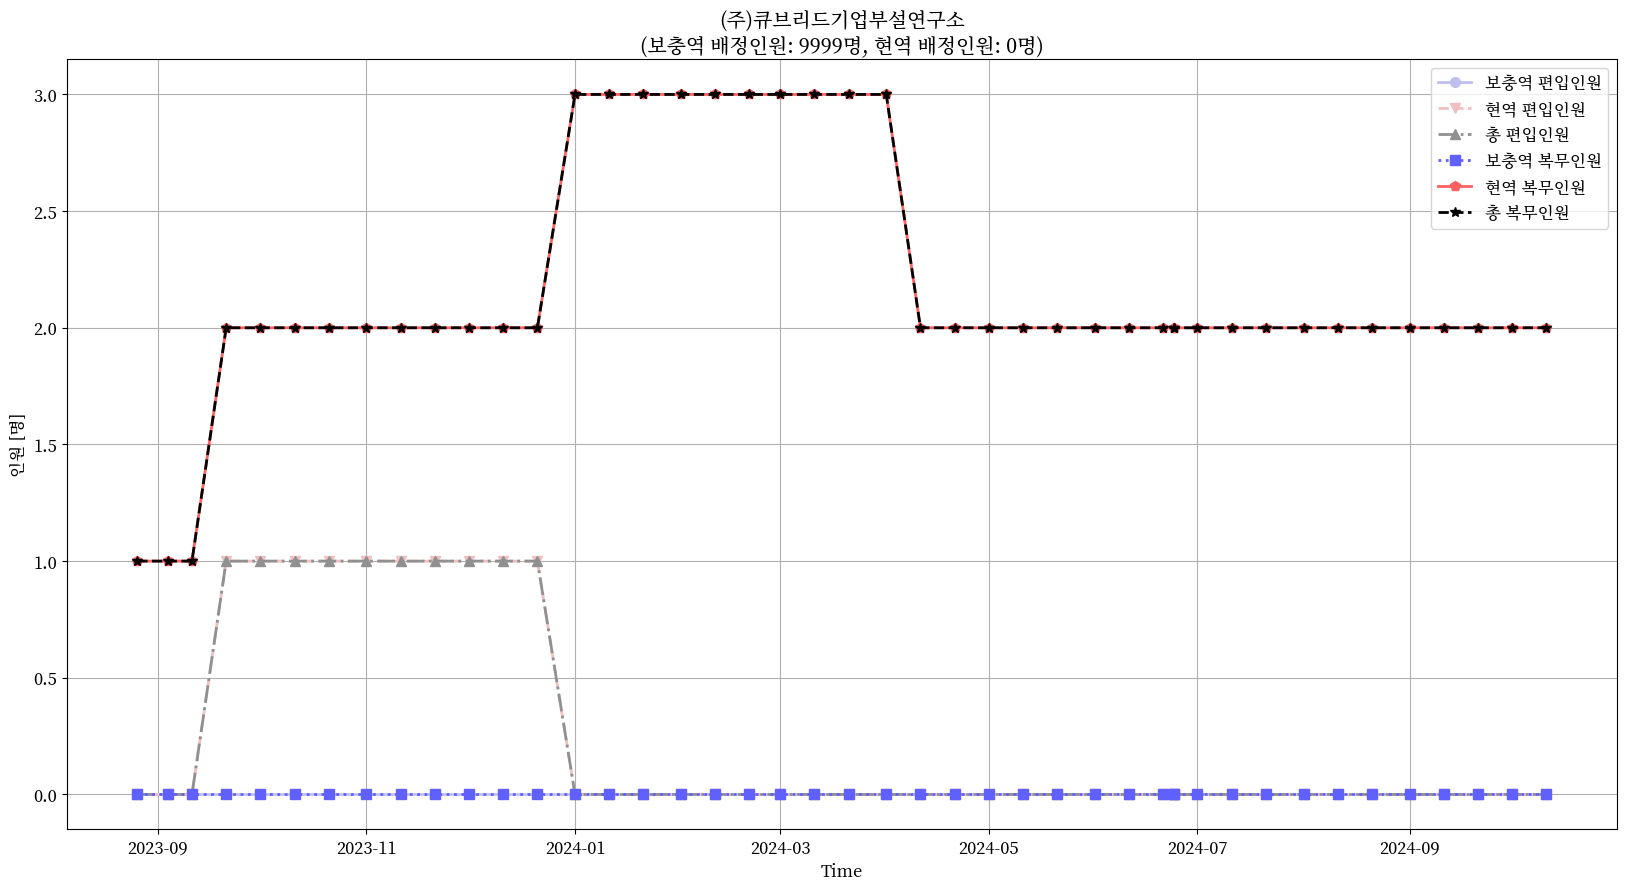 (주)큐브리드기업부설연구소
(보충역 배정인원: 9999명, 현역 배정인원: 0명)
보충역 편입인원
현역 편입인원
총 편입인원
보충역 복무인원
현역 복무인원
총 복무인원
인원 [명]
3.0
2.5
2.0
1.5
1.0
0.5
0.0
2023-09 2023-11 2024-01 2024-03 2024-05 2024-07 2024-09
Time